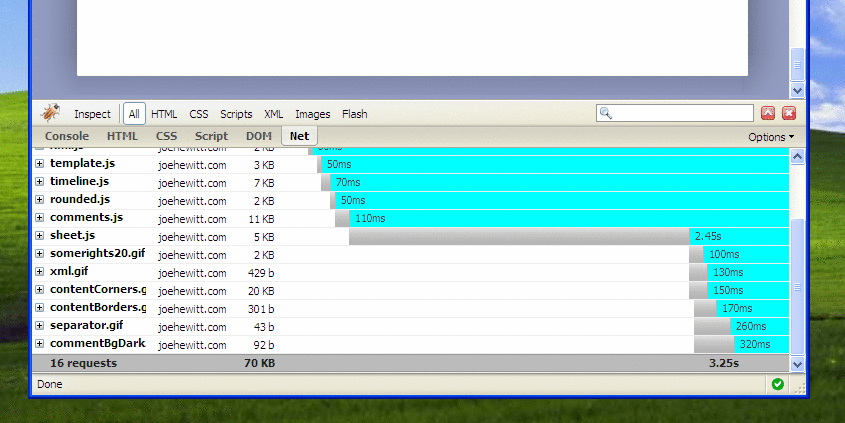 Inspect All HTML CSS Scripts XML Images Flash
Console HTML CSS Script DOM Net Options
joehewitt.com 2 KB
template.js joehewitt.com 3 KB 50ms
timeline.js joehewitt.com 7 KB 70ms
rounded.js joehewitt.com 2 KB 50ms
comments.js joehewitt.com 11 KB 110ms
sheet.js joehewitt.com 5 KB 2.45s
somerights20.gif joehewitt.com 2 KB 100ms
xml.gif joehewitt.com 429 b 130ms
contentCorners.g joehewitt.com 20 KB 150ms
contentBorders.g joehewitt.com 301 b 170ms
separator.gif joehewitt.com 43 b 260ms
commentBgDark joehewitt.com 92 b 320ms
16 requests 70 KB 3.25s
Done